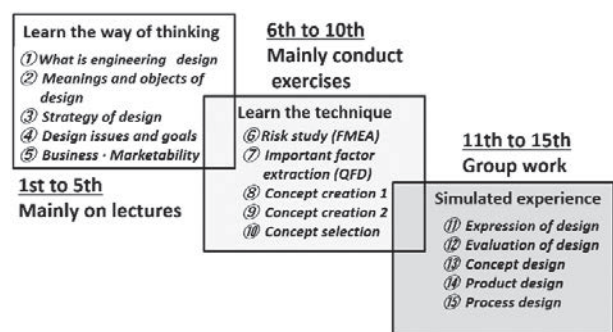 Learn the way of thinking
① What is engineering design
② Meanings and objects of
design
③ Strategy of design
④ Design issues and goals
⑤ Business・Marketability
1st to 5th
Mainly on lectures
6th to 10th
Mainly conduct
exercises
Learn the technique
⑥ Risk study (FMEA)
⑦ Important factor
extraction (QFD)
⑧ Concept creation 1
⑨ Concept creation 2
⑩ Concept selection
11th to 15th
Group work
Simulated experience
⑪ Expression of design
⑫ Evaluation of design
⑬ Concept design
⑭ Product design
⑮ Process design